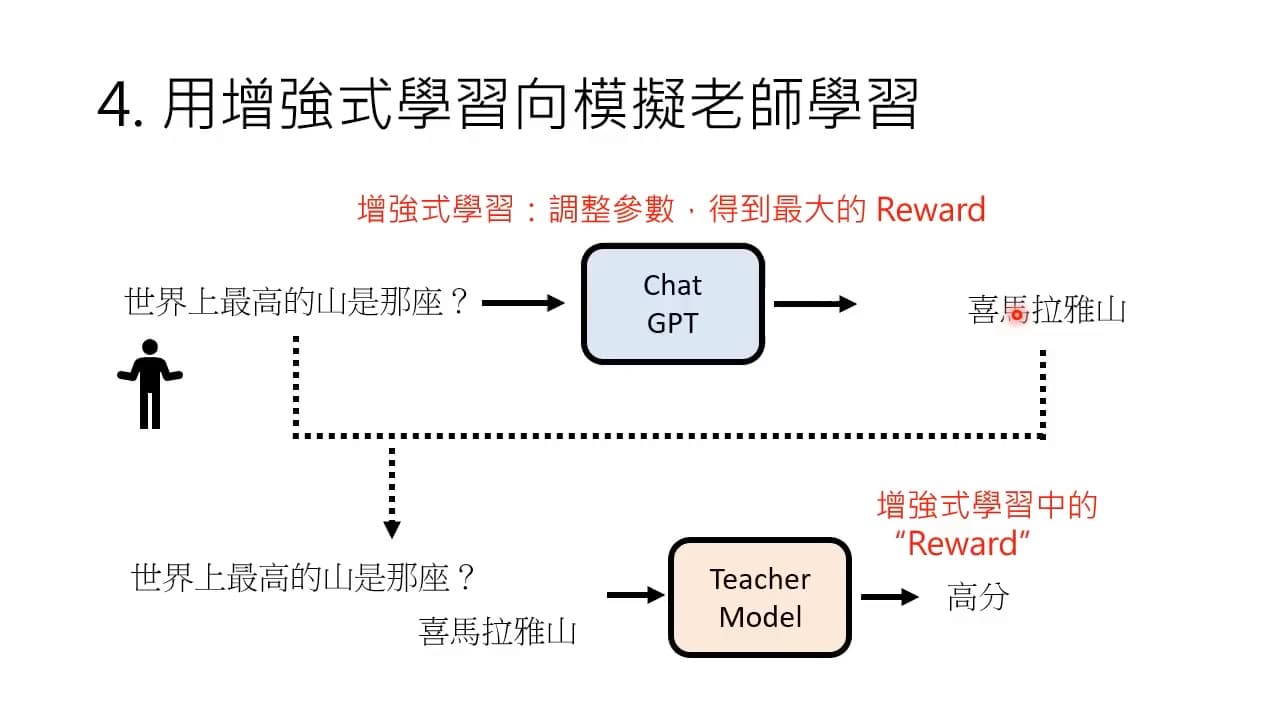 4. 用增強式學習向模擬老師學習
增強式學習：調整參數，得到最大的 Reward
世界上最高的山是那座？
Chat
GPT
喜馬拉雅山
增強式學習中的
“Reward”
世界上最高的山是那座？
喜馬拉雅山
Teacher
Model
高分